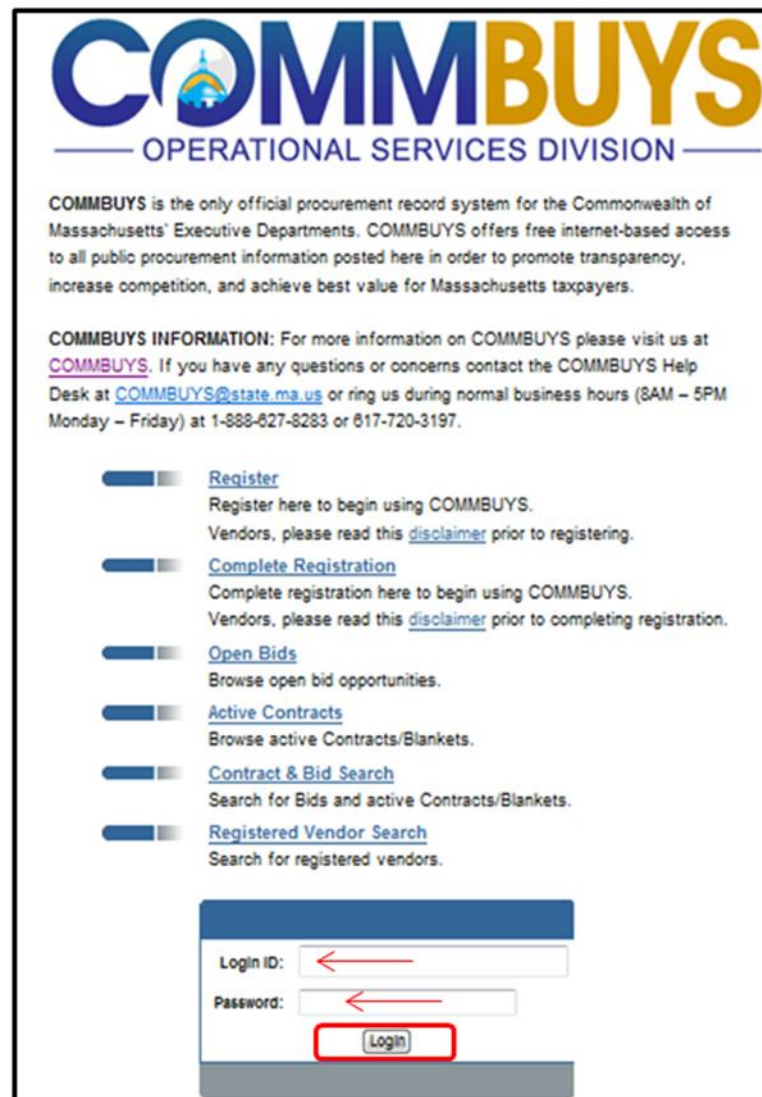 COMMBUYS
OPERATIONAL SERVICES DIVISION
COMMBUYS is the only official procurement record system for the Commonwealth of
Massachusetts' Executive Departments. COMMBUYS offers free internet-based access
to all public procurement information posted here in order to promote transparency,
increase competition, and achieve best value for Massachusetts taxpayers.
COMMBUYS INFORMATION: For more information on COMMBUYS please visit us at
COMMBUYS. If you have any questions or concerns contact the COMMBUYS Help
Desk at COMMBUYS@state.ma.us or ring us during normal business hours (8AM – 5PM
Monday – Friday) at 1-888-627-8283 or 617-720-3197.
Register
Register here to begin using COMMBUYS.
Vendors, please read this disclaimer prior to registering.
Complete Registration
Complete registration here to begin using COMMBUYS.
Vendors, please read this disclaimer prior to completing registration.
Open Bids
Browse open bid opportunities.
Active Contracts
Browse active Contracts/Blankets.
Contract & Bid Search
Search for Bids and active Contracts/Blankets.
Registered Vendor Search
Search for registered vendors.
Login ID:
Password:
Login